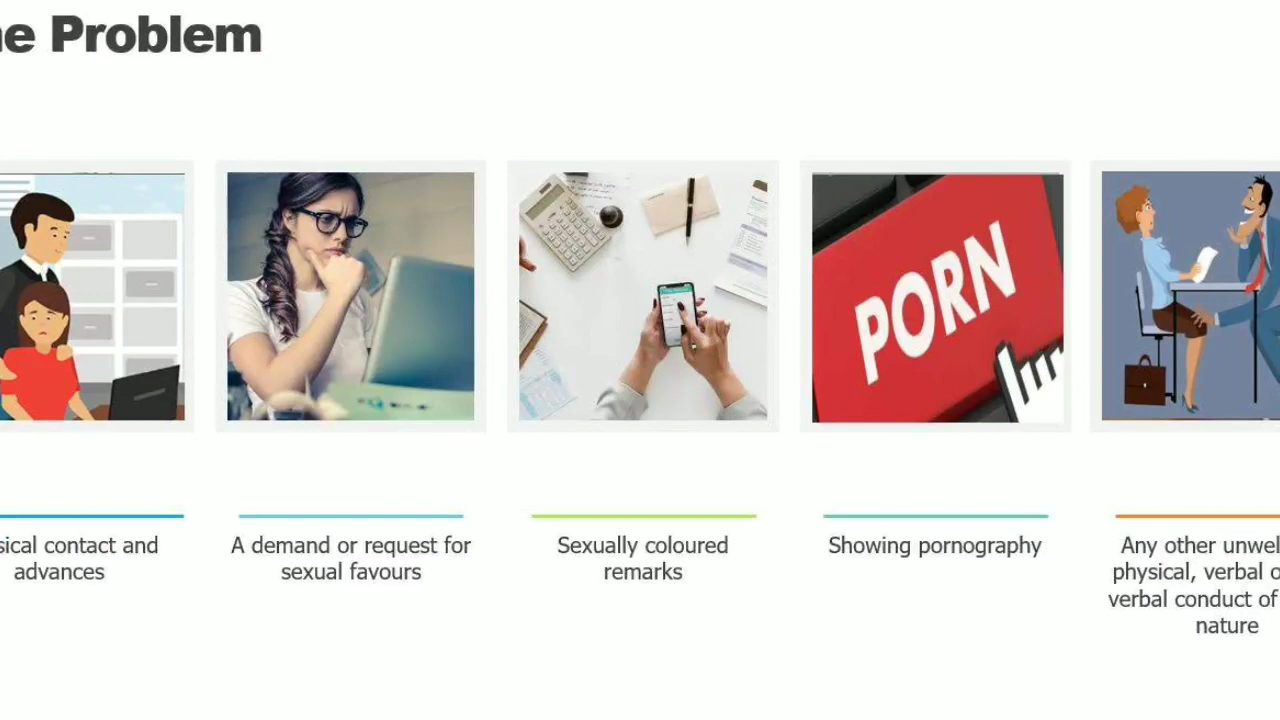 e Problem
sical contact and
advances
A demand or request for
sexual favours
Sexually coloured
remarks
PORN
Showing pornography
Any other unwel
physical, verbal o
verbal conduct of
nature